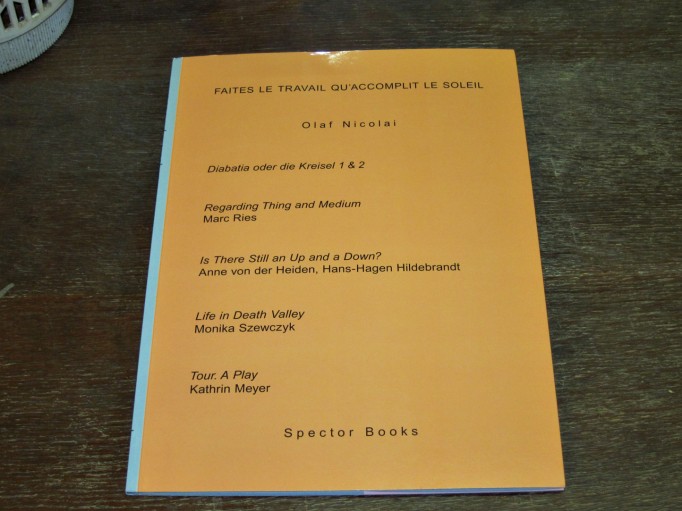 FAITES LE TRAVAIL QU'ACCOMPLIT LE SOLEIL
Olaf Nicolai
Diabatia oder die Kreisel 1 & 2
Regarding Thing and Medium
Marc Ries
Is There Still an Up and a Down?
Anne von der Heiden, Hans-Hagen Hildebrandt
Life in Death Valley
Monika Szewczyk
Tour. A Play
Kathrin Meyer
Spector Books